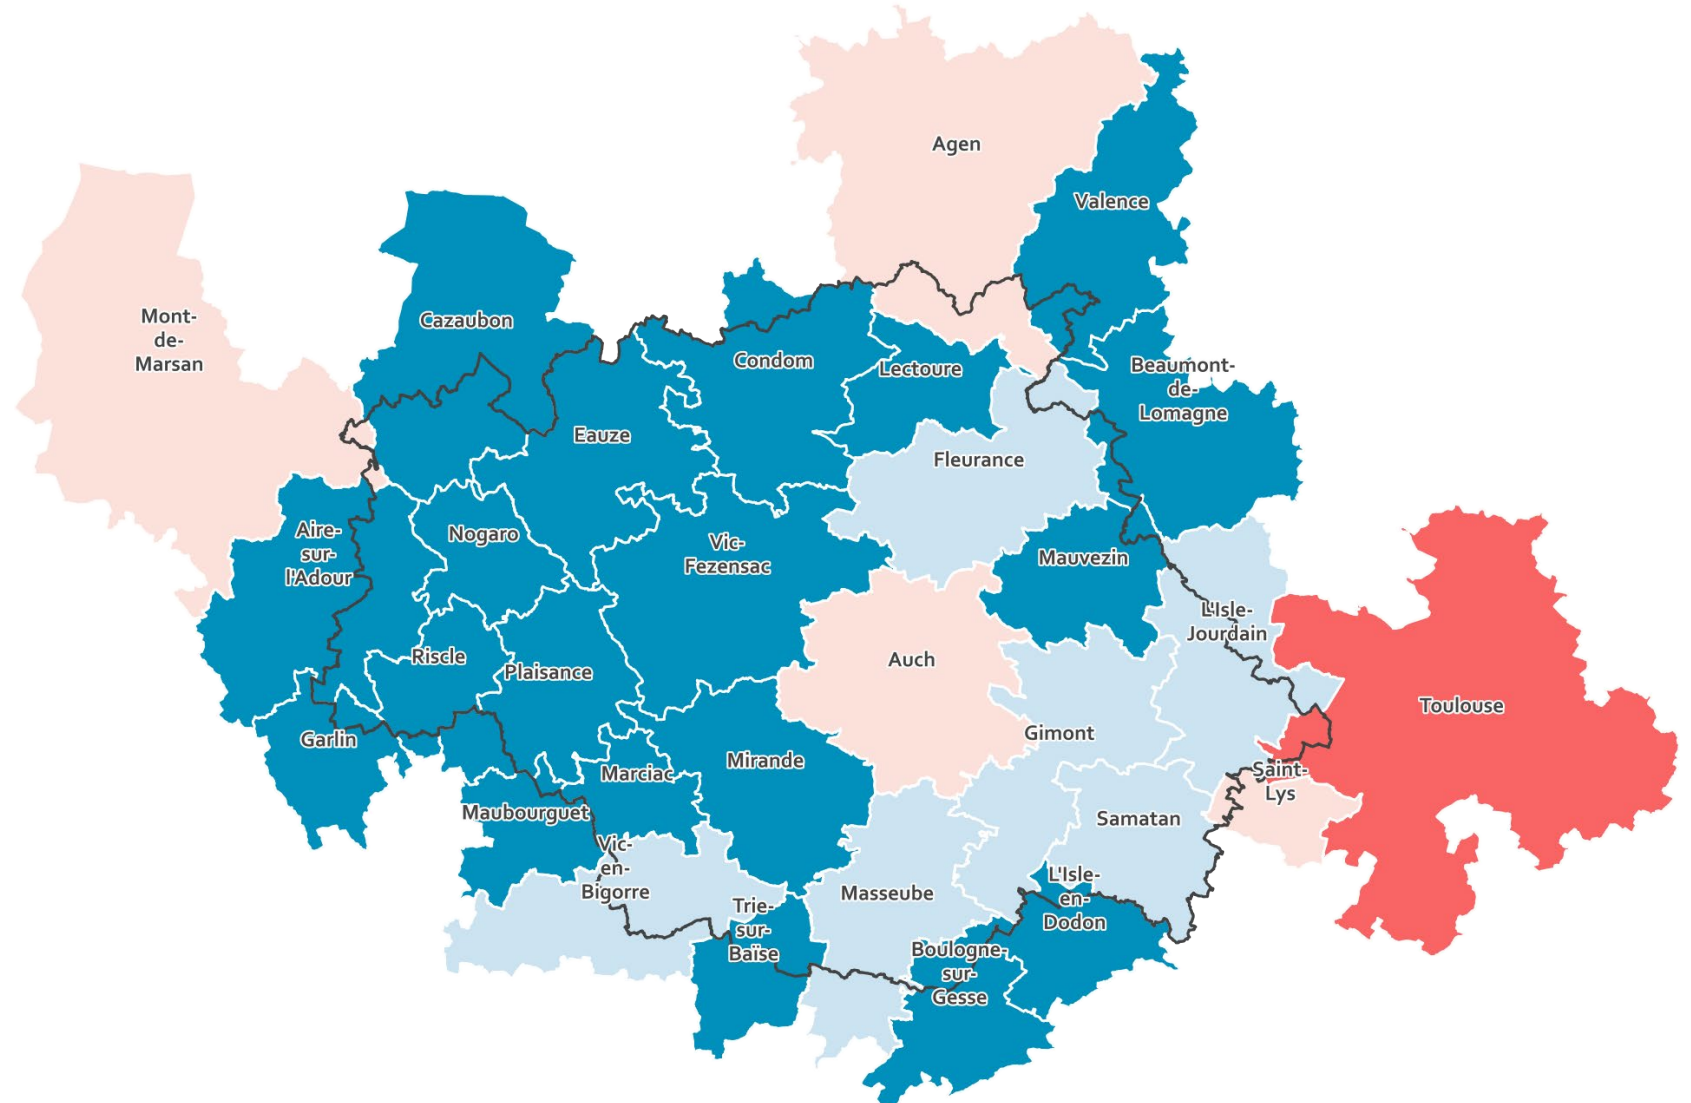 Agen
Valence
Mont-
de-
Marsan
Cazaubon
Condom
Lectoure
Beaumont-
de-
Lomagne
Eauze
Fleurance
Aire-
sur-
l'Adour
Nogaro
Vic-
Fezensac
Mauvezin
L'Isle-
Jourdain
Riscle
Plaisance
Auch
Toulouse
Garlin
Gimont
Mirande
Marciac
Saint-
Lys
Maubourguet
Samatan
Vic-
en-
Bigorre
Masseube
L'Isle-
en-
Dodon
Trie-
sur-
Baïse
Boulogne-
sur-
Gesse